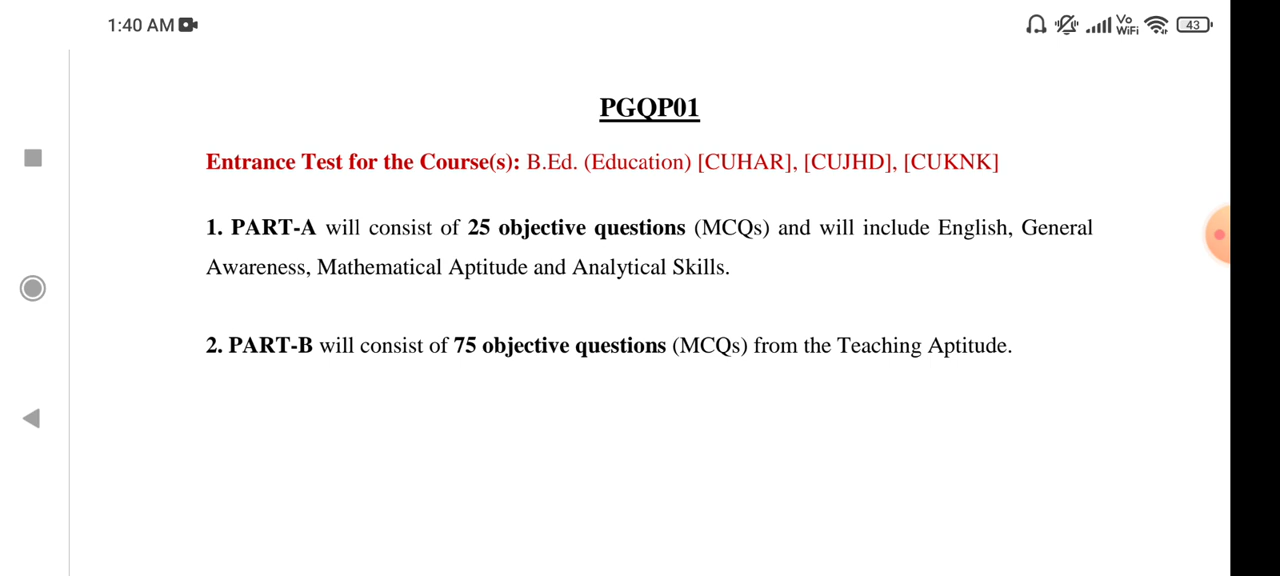 1:40 AM
Vo
WiFi
43
PGQP01
Entrance Test for the Course(s): B.Ed. (Education) [CUHAR], [CUJHD], [CUKNK]
1. PART-A will consist of 25 objective questions (MCQs) and will include English, General
Awareness, Mathematical Aptitude and Analytical Skills.
2. PART-B will consist of 75 objective questions (MCQs) from the Teaching Aptitude.